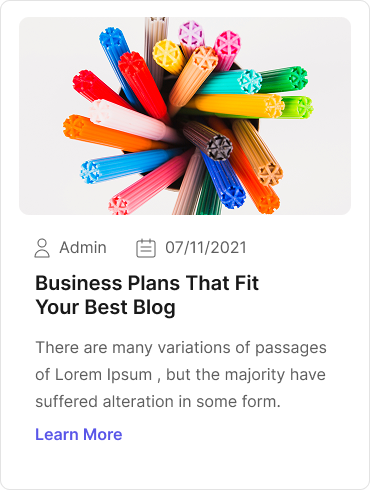 Admin 07/11/2021
Business Plans That Fit
Your Best Blog
There are many variations of passages
of Lorem Ipsum , but the majority have
suffered alteration in some form.
Learn More